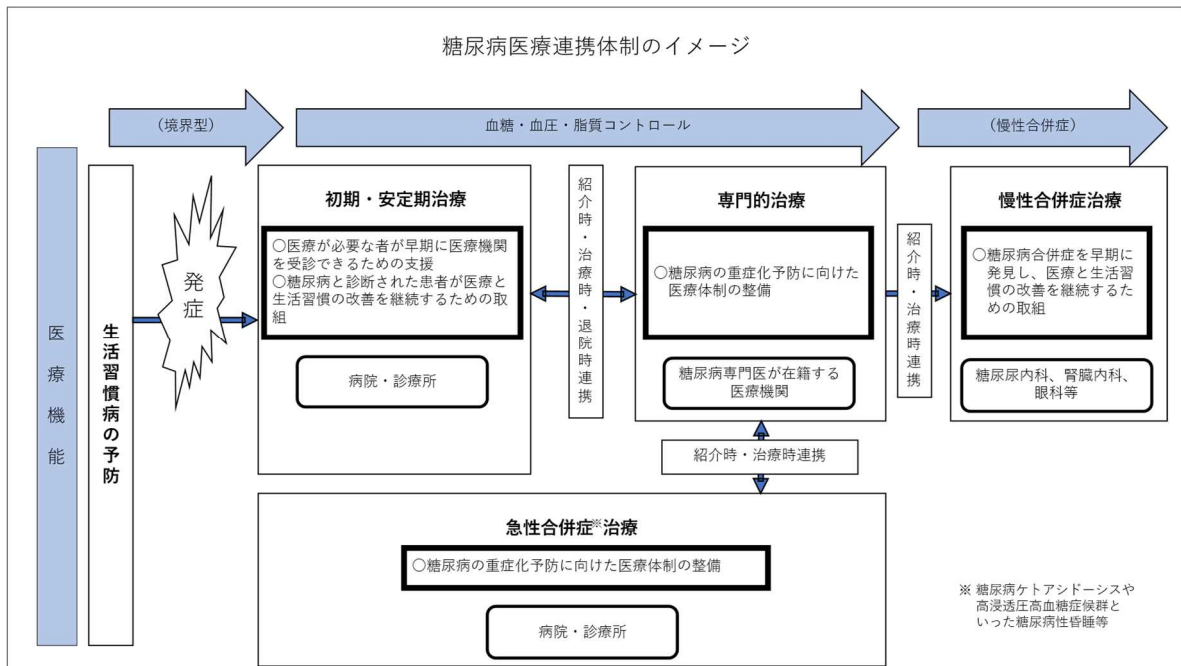 糖尿病医療連携体制のイメージ
（境界型）
血糖・血圧・脂質コントロール
（慢性合併症）
医療機能
生活習慣病の予防
発症
初期・安定期治療
○医療が必要な者が早期に医療機関
を受診できるための支援
○糖尿病と診断された患者が医療と
生活習慣の改善を継続するための取
組
病院・診療所
紹介時・治療時・退院時連携
専門的治療
○糖尿病の重症化予防に向けた
医療体制の整備
糖尿病専門医が在籍する
医療機関
紹介時・治療時連携
慢性合併症治療
○糖尿病合併症を早期に
発見し、医療と生活習
慣の改善を継続するた
めの取組
糖尿尿内科、腎臓内科、
眼科等
紹介時・治療時連携
急性合併症※治療
○糖尿病の重症化予防に向けた医療体制の整備
病院・診療所
※ 糖尿病ケトアシドーシスや
高浸透圧高血糖症候群と
いった糖尿病性昏睡等